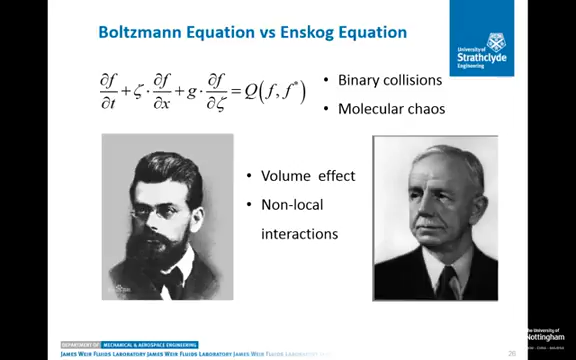 Boltzmann Equation vs Enskog Equation
University of
Strathclyde
Engineering
∂f/∂t + ζ · ∂f/∂x + g · ∂f/∂ζ = Q(f, f*)
• Binary collisions
• Molecular chaos
• Volume effect
• Non-local
interactions
DEPARTMENT OF MECHANICAL & AEROSPACE ENGINEERING
JAMES WEIR FLUIDS LABORATORY JAMES WEIR FLUIDS LABORATORY JAMES WEIR FLUIDS LABORATORY
26
The University of
Nottingham